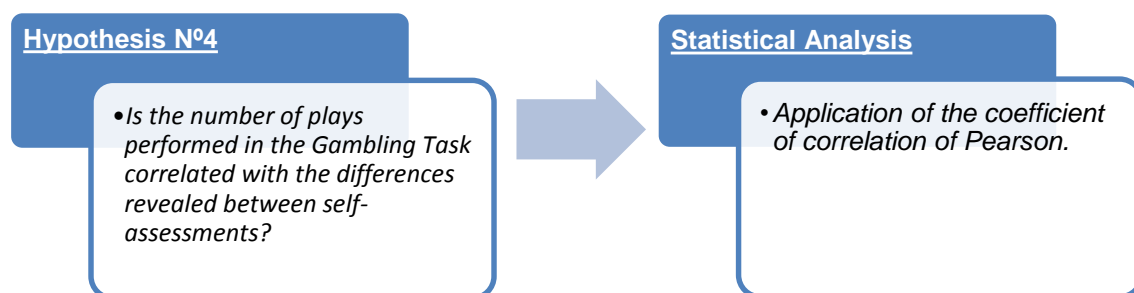 Hypothesis Nº4
•Is the number of plays
performed in the Gambling Task
correlated with the differences
revealed between self-
assessments?
Statistical Analysis
•Application of the coefficient
of correlation of Pearson.